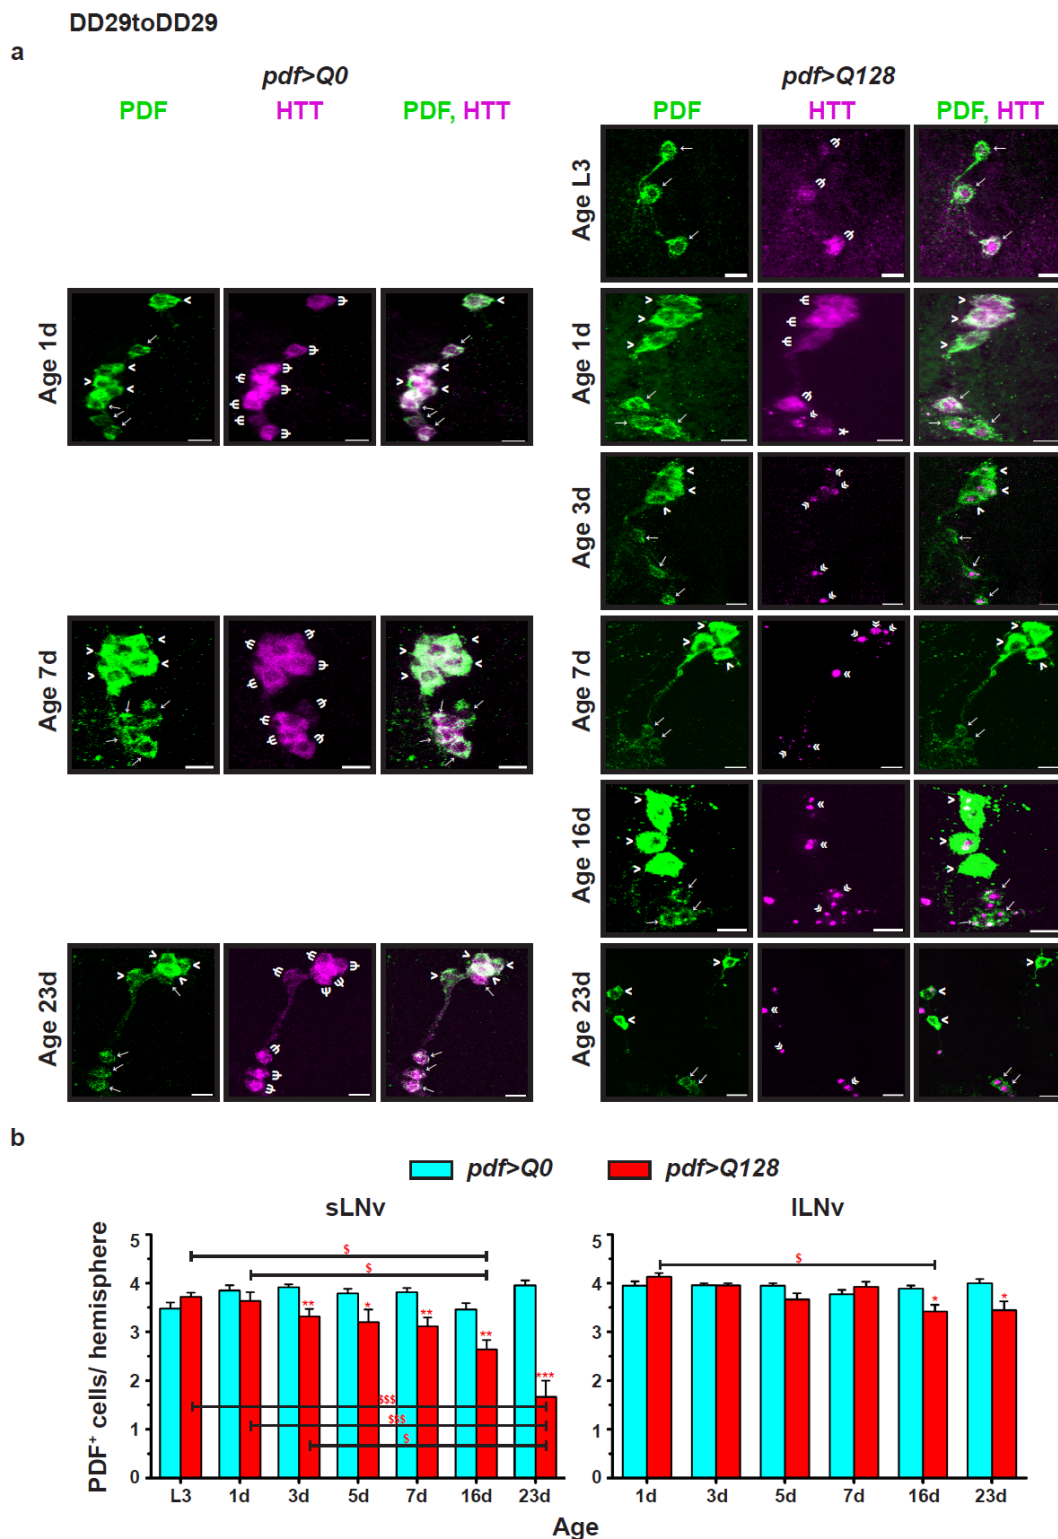 DD29toDD29
a
pdf>Q0 pdf>Q128
PDF HTT PDF, HTT PDF HTT PDF, HTT
Age L3
Age 1d Age 1d
Age 3d
Age 7d Age 7d
Age 16d
Age 23d Age 23d
b
pdf>Q0 pdf>Q128
sLNv lLNv
PDF+ cells/ hemisphere
5 5
$ $
$
4 4
** * ** ** * *
3 3
***
2 2
$$$
$$$
1 1
$
0 0
L3 1d 3d 5d 7d 16d 23d 1d 3d 5d 7d 16d 23d
Age